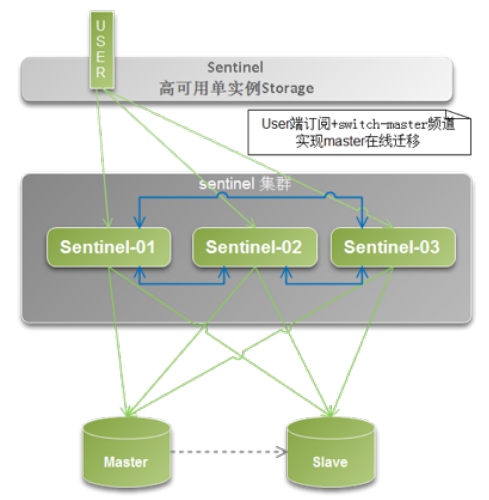 USER
Sentinel
高可用单实例Storage
User端订阅+switch-master频道
实现master在线迁移
sentinel 集群
Sentinel-01
Sentinel-02
Sentinel-03
Master
Slave